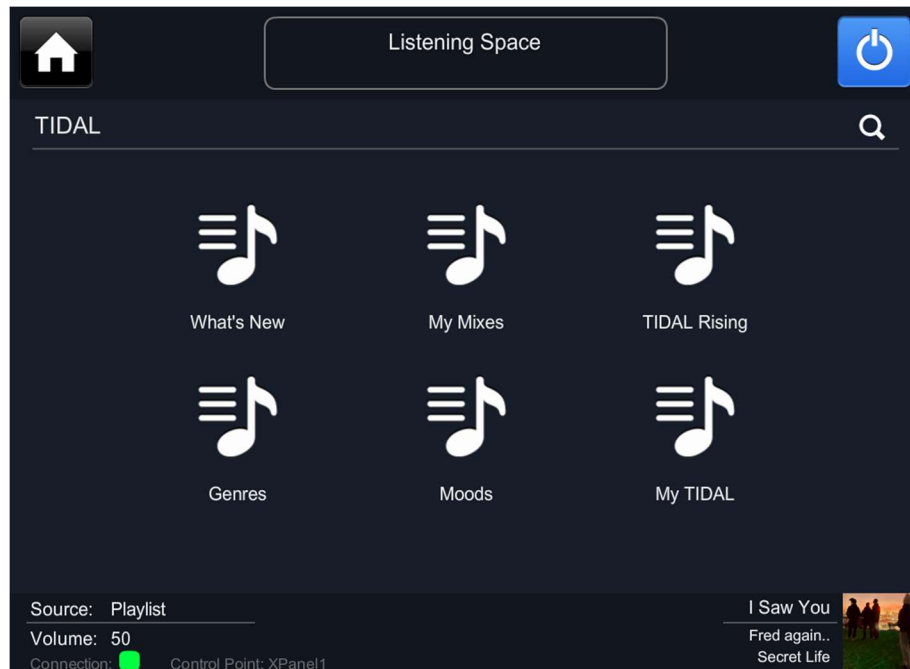 Listening Space
TIDAL
What's New
My Mixes
TIDAL Rising
Genres
Moods
My TIDAL
Source: Playlist
Volume: 50
Connection:
Control Point: XPanel1
I Saw You
Fred again..
Secret Life